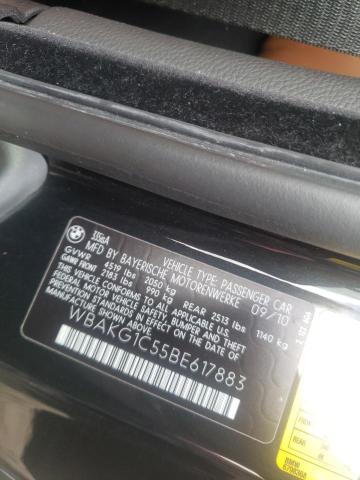 VEHICLE TYPE: PASSENGER CAR
MFD BY BAYERISCHE MOTORENWERKE 09/10
GVWR 4519 lbs 2050 kg
GAWR FRONT 2183 lbs 990 kg REAR 2513 lbs 1140 kg
THIS VEHICLE CONFORMS TO ALL APPLICABLE FEDERAL MOTOR VEHICLE
SAFETY, BUMPER, AND THEFT PREVENTION STANDARDS IN EFFECT ON
THE DATE OF MANUFACTURE SHOWN ABOVE.
WBAKG1C55BE617883
BMW